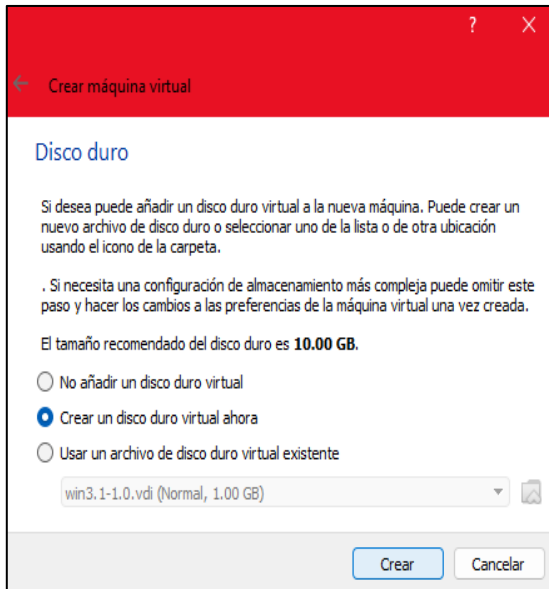 ?
Crear máquina virtual
Disco duro
Si desea puede añadir un disco duro virtual a la nueva máquina. Puede crear un
nuevo archivo de disco duro o seleccionar uno de la lista o de otra ubicación
usando el icono de la carpeta.
. Si necesita una configuración de almacenamiento más compleja puede omitir este
paso y hacer los cambios a las preferencias de la máquina virtual una vez creada.
El tamaño recomendado del disco duro es 10.00 GB.
No añadir un disco duro virtual
Crear un disco duro virtual ahora
Usar un archivo de disco duro virtual existente
win3.1-1.0.vdi (Normal, 1.00 GB)
Crear Cancelar